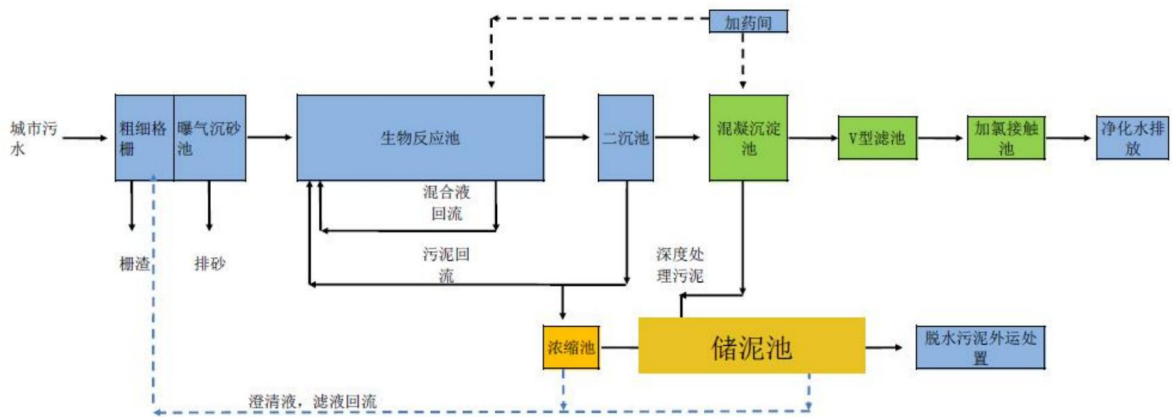 加药间
城市污
水
粗细格
栅
曝气沉砂
池
生物反应池
二沉池
混凝沉淀
池
V型滤池
加氯接触
池
净化水排
放
混合液
回流
栅渣
排砂
污泥回
流
深度处
理污泥
浓缩池
储泥池
脱水污泥外运处
置
澄清液，滤液回流